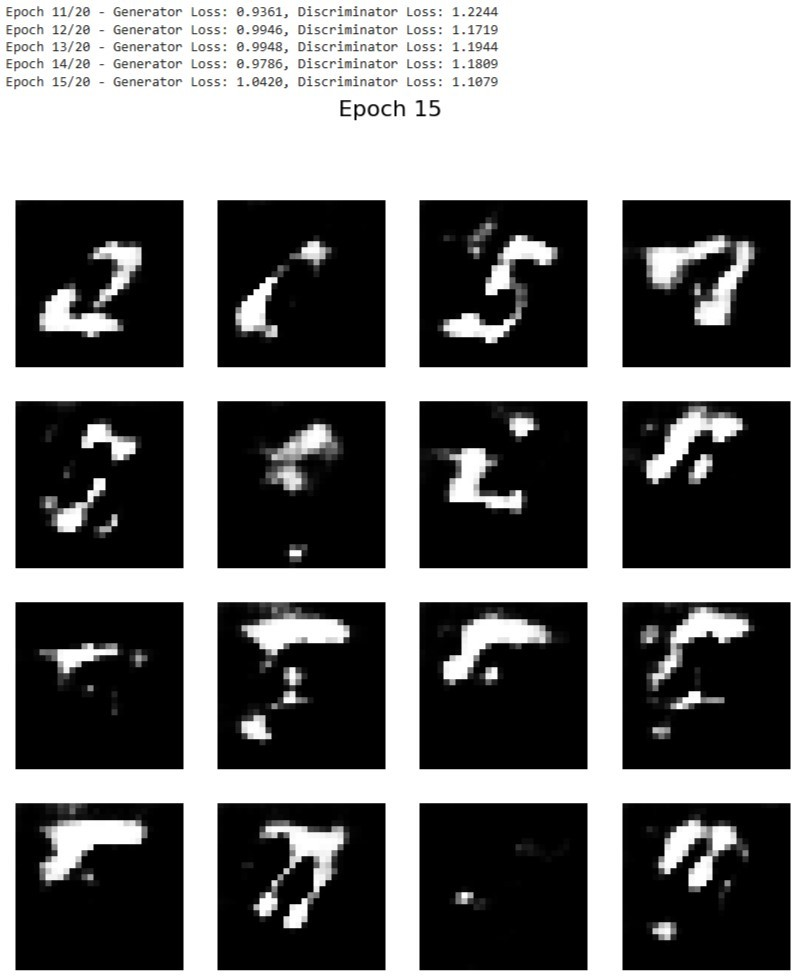 Epoch 11/20 - Generator Loss: 0.9361, Discriminator Loss: 1.2244
Epoch 12/20 - Generator Loss: 0.9946, Discriminator Loss: 1.1719
Epoch 13/20 - Generator Loss: 0.9948, Discriminator Loss: 1.1944
Epoch 14/20 - Generator Loss: 0.9786, Discriminator Loss: 1.1809
Epoch 15/20 - Generator Loss: 1.0420, Discriminator Loss: 1.1079
Epoch 15